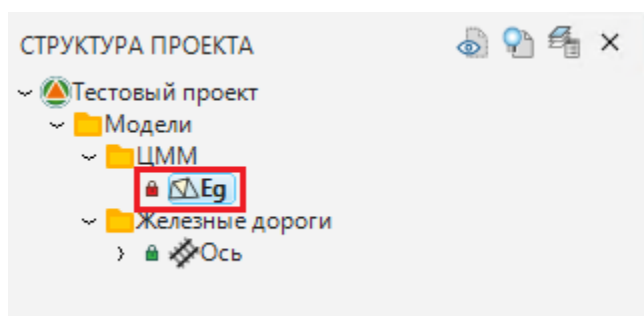 СТРУКТУРА ПРОЕКТА
Тестовый проект
Модели
ЦММ
Eg
Железные дороги
Ось